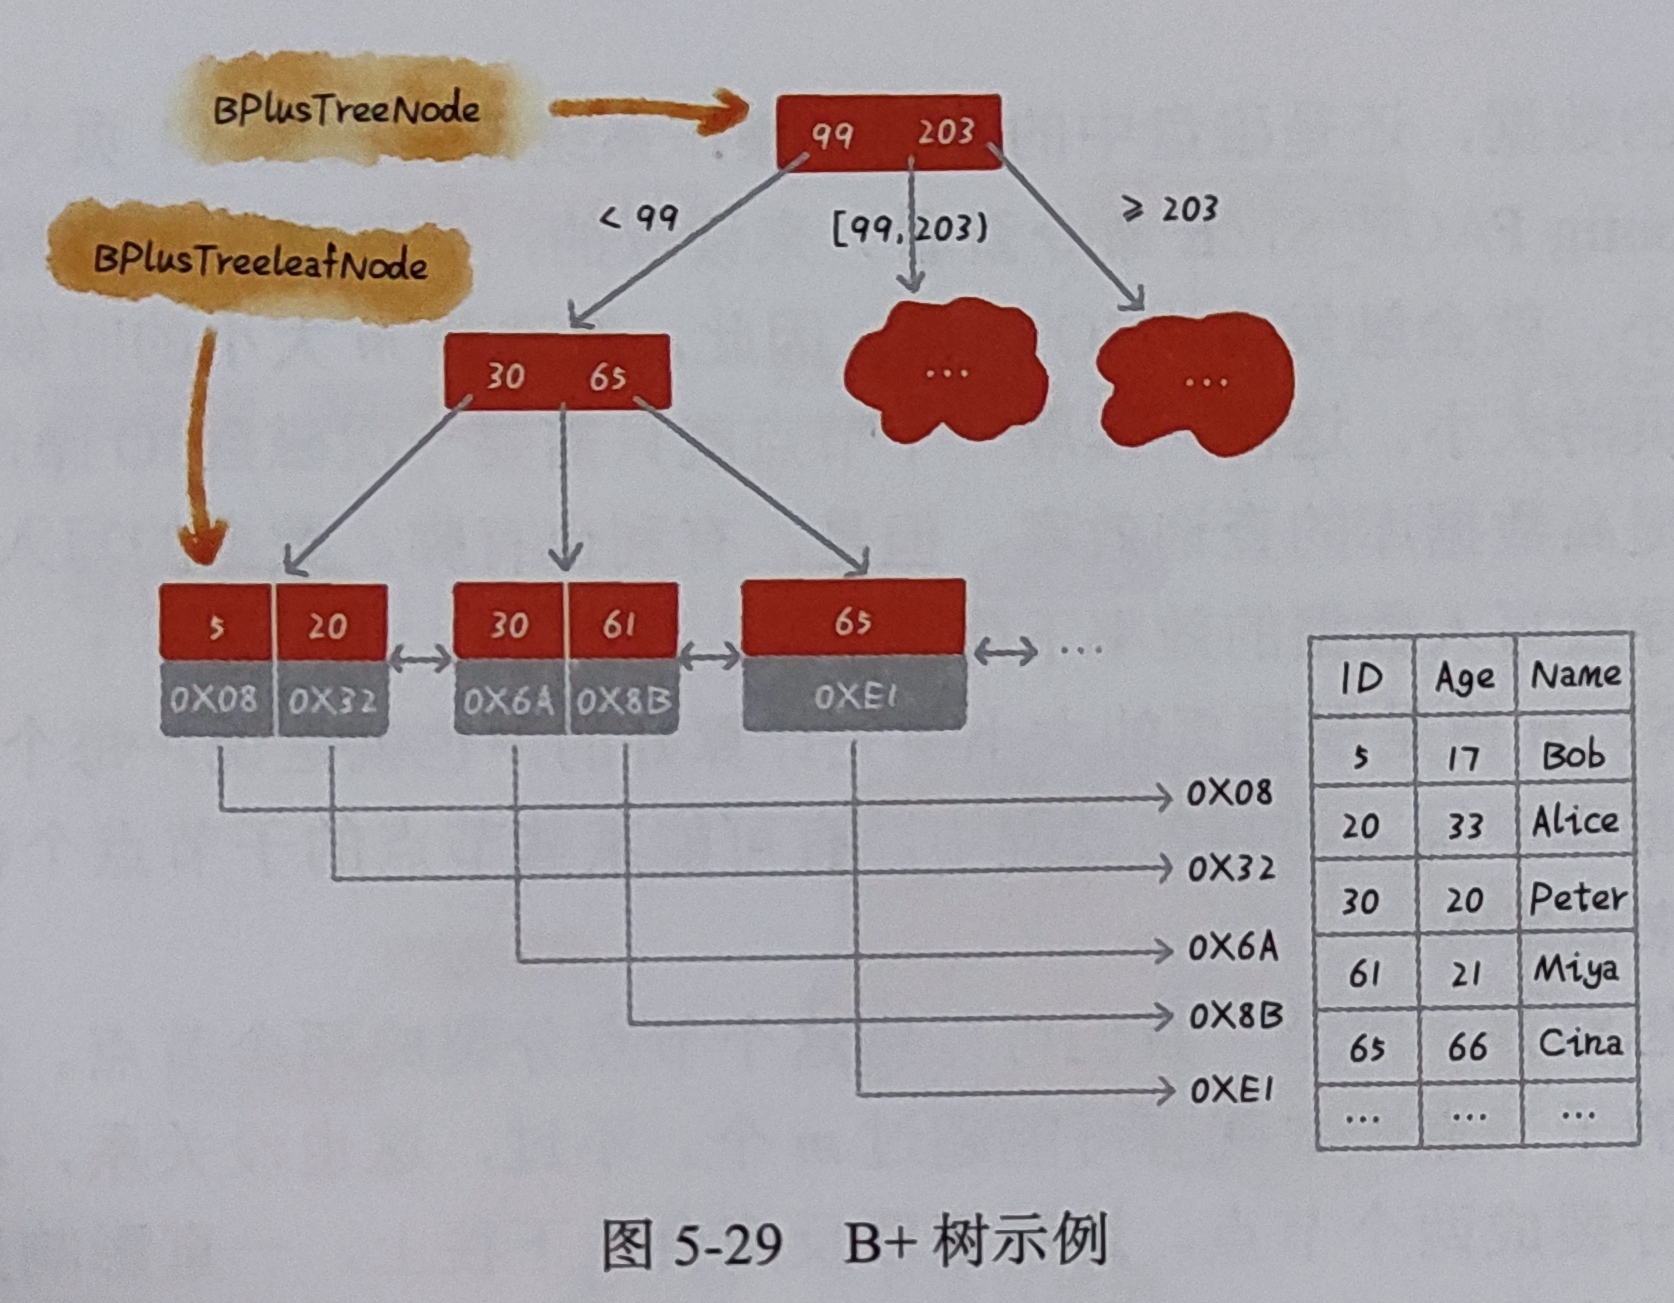 BPlusTreeNode
99 203
< 99
[99, 203)
≥ 203
BPlusTreeleafNode
30 65
...
...
5 20
30 61
65
...
0X08 0X32
0X6A 0X8B
0XE1
0X08
0X32
0X6A
0X8B
0XE1
ID Age Name
5 17 Bob
20 33 Alice
30 20 Peter
61 21 Miya
65 66 Cina
... ... ...
图 5-29 B+ 树示例